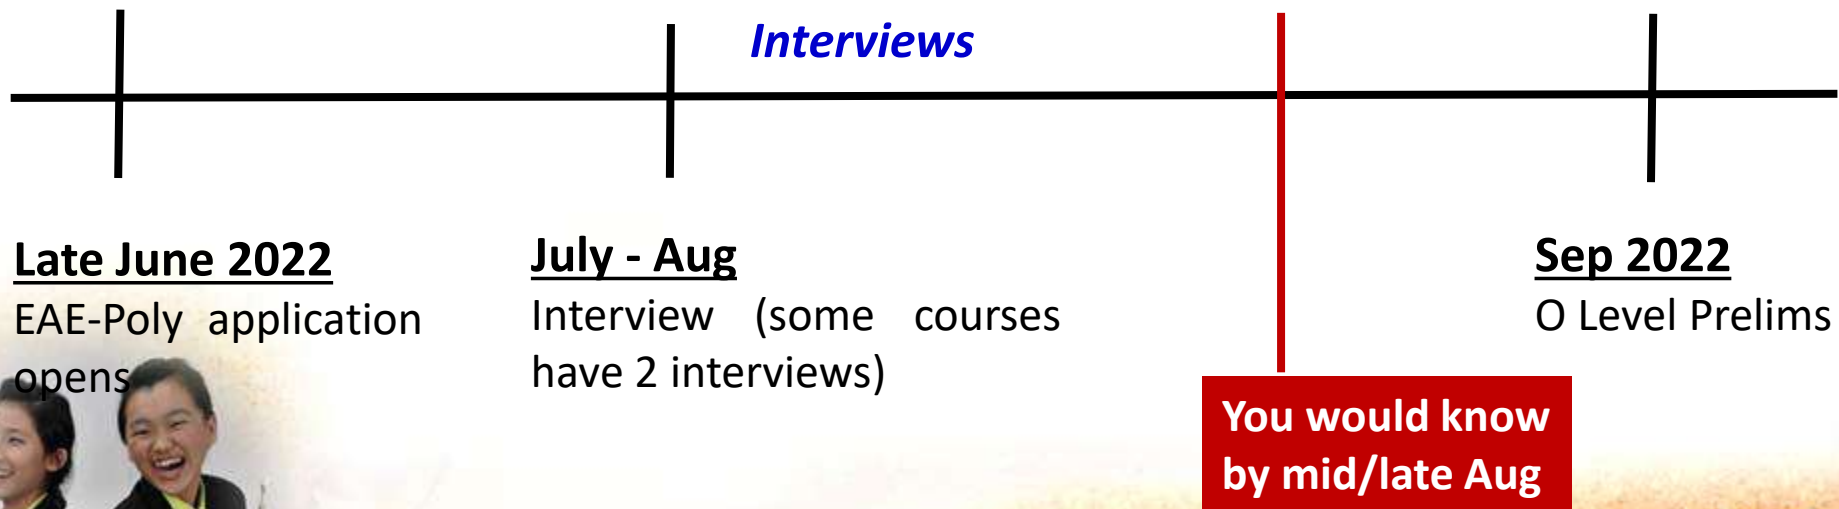 Interviews
Late June 2022
EAE-Poly application
opens
July - Aug
Interview (some courses
have 2 interviews)
You would know
by mid/late Aug
Sep 2022
O Level Prelims